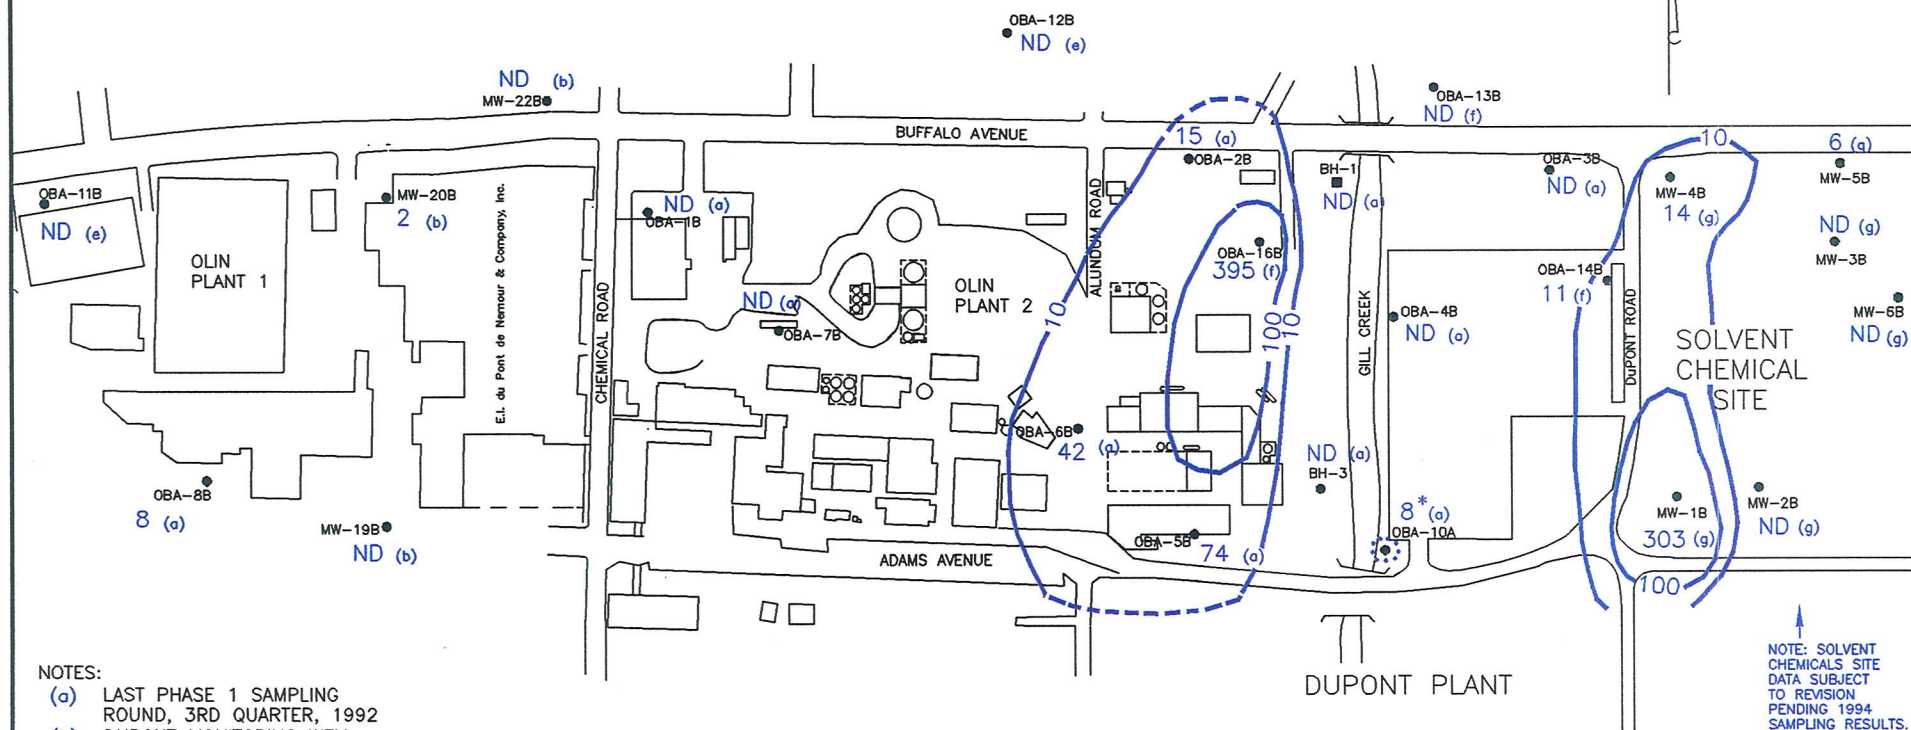 OBA-12B
ND (e)
ND (b)
MW-22B
OBA-13B
ND (f)
BUFFALO AVENUE
15 (a)
OBA-2B
10
6 (g)
MW-5B
OBA-11B
ND (e)
MW-20B
2 (b)
E.I. du Pont de Nemour & Company, Inc.
ND (a)
OBA-1B
ALUNDUM ROAD
BH-1
ND (a)
OBA-3B
ND (a)
MW-4B
14 (g)
ND (g)
MW-3B
OLIN
PLANT 1
CHEMICAL ROAD
ND (a)
OBA-7B
OLIN
PLANT 2
10
OBA-16B
395 (f)
100
10
GILL CREEK
OBA-4B
ND (a)
OBA-14B
11 (f)
DuPONT ROAD
MW-6B
ND (g)
SOLVENT
CHEMICAL
SITE
OBA-6B
42 (a)
ND (a)
BH-3
OBA-8B
8 (a)
MW-19B
ND (b)
ADAMS AVENUE
OBA-5B
74 (a)
8* (a)
OBA-10A
MW-1B
303 (g)
100
MW-2B
ND (g)
DUPONT PLANT
NOTE: SOLVENT
CHEMICALS SITE
DATA SUBJECT
TO REVISION
PENDING 1994
SAMPLING RESULTS.
NOTES:
(a) LAST PHASE 1 SAMPLING
ROUND, 3RD QUARTER, 1992